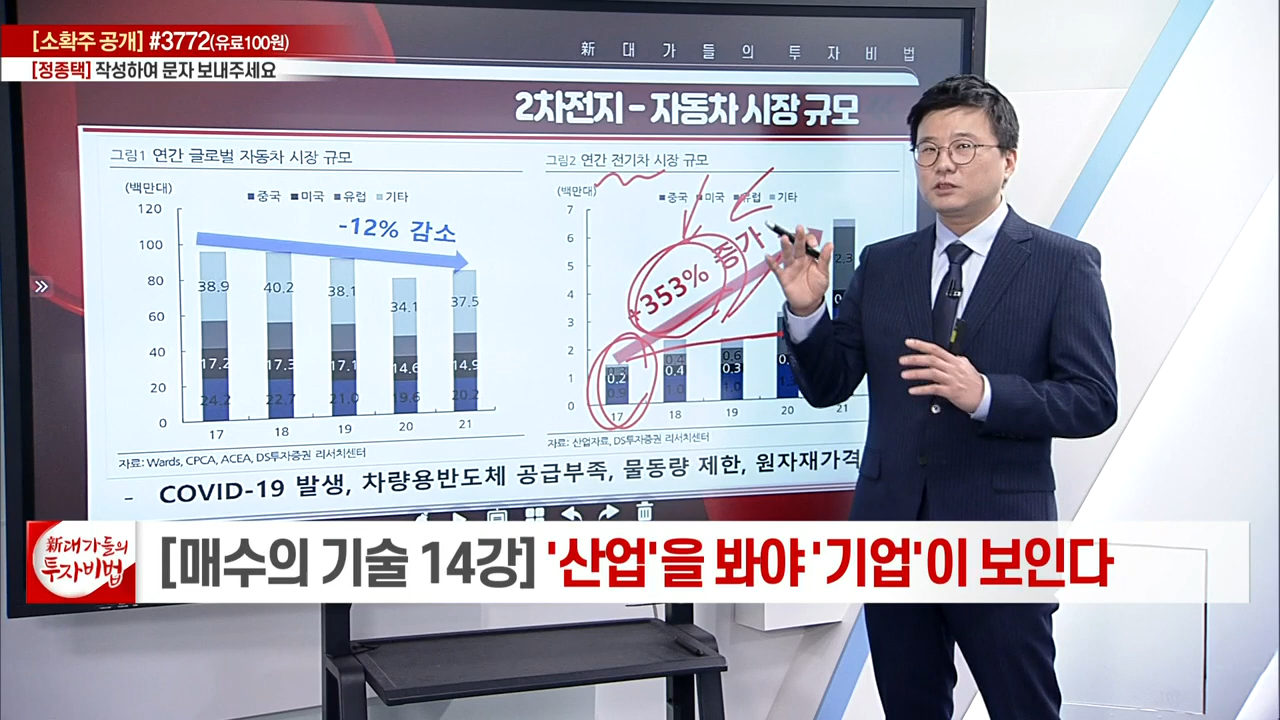 [소확주 공개] #3772(유료100원)
[정종택] 작성하여 문자 보내주세요
新 대가들의 투자비법
2차전지 - 자동차 시장 규모
그림1 연간 글로벌 자동차 시장 규모
(백만대)
중국 미국 유럽 기타
120
100
80
60
40
20
0
-12% 감소
38.9 40.2 38.1 34.1 37.5
17.2 17.3 17.1 14.6 14.9
24.2 22.7 21.0 19.6 20.2
17 18 19 20 21
자료: Wards, CPCA, ACEA, DS투자증권 리서치센터
그림2 연간 전기차 시장 규모
(백만대)
중국 미국 유럽 기타
7
6
5
4
3
2
1
0
+353% 증가
2.3
0.3 0.4 0.6
0.2 0.4 0.3
0.9 1.0 1.0
17 18 19 20 21
자료: 산업자료, DS투자증권 리서치센터
- COVID-19 발생, 차량용반도체 공급부족, 물동량 제한, 원자재가격
新대가들의
투자비법
[매수의 기술 14강] '산업'을 봐야 '기업'이 보인다